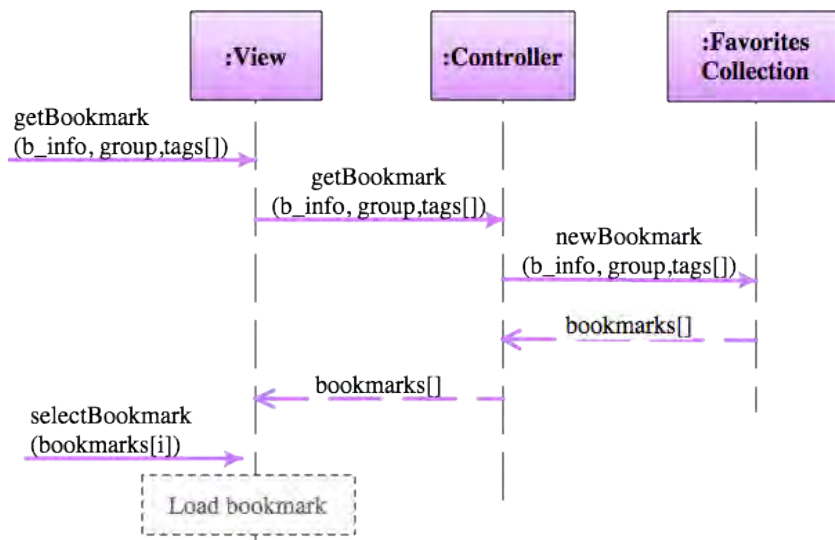 :View
:Controller
:Favorites
Collection
getBookmark
(b_info, group,tags[])
getBookmark
(b_info, group,tags[])
newBookmark
(b_info, group,tags[])
bookmarks[]
bookmarks[]
selectBookmark
(bookmarks[i])
Load bookmark